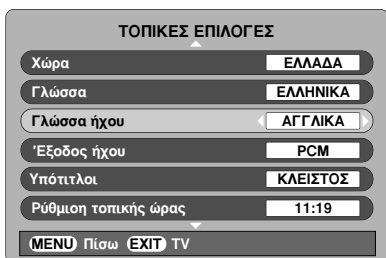 ΤΟΠΙΚΕΣ ΕΠΙΛΟΓΕΣ
Χώρα ΕΛΛΑΔΑ
Γλώσσα ΕΛΛΗΝΙΚΑ
Γλώσσα ήχου ΑΓΓΛΙΚΑ
Έξοδος ήχου PCM
Υπότιτλοι ΚΛΕΙΣΤΟΣ
Ρύθμιση τοπικής ώρας 11:19
MENU Πίσω EXIT TV